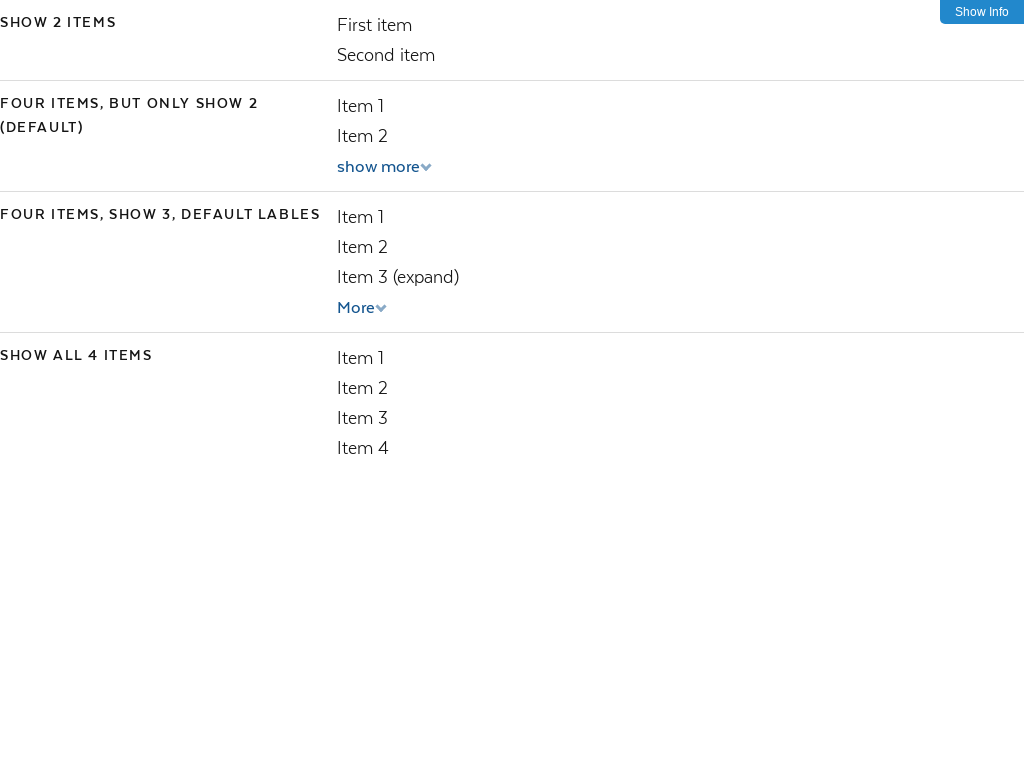 SHOW 2 ITEMS
First item
Second item
Show Info
FOUR ITEMS, BUT ONLY SHOW 2
(DEFAULT)
Item 1
Item 2
show more
FOUR ITEMS, SHOW 3, DEFAULT LABLES
Item 1
Item 2
Item 3 (expand)
More
SHOW ALL 4 ITEMS
Item 1
Item 2
Item 3
Item 4